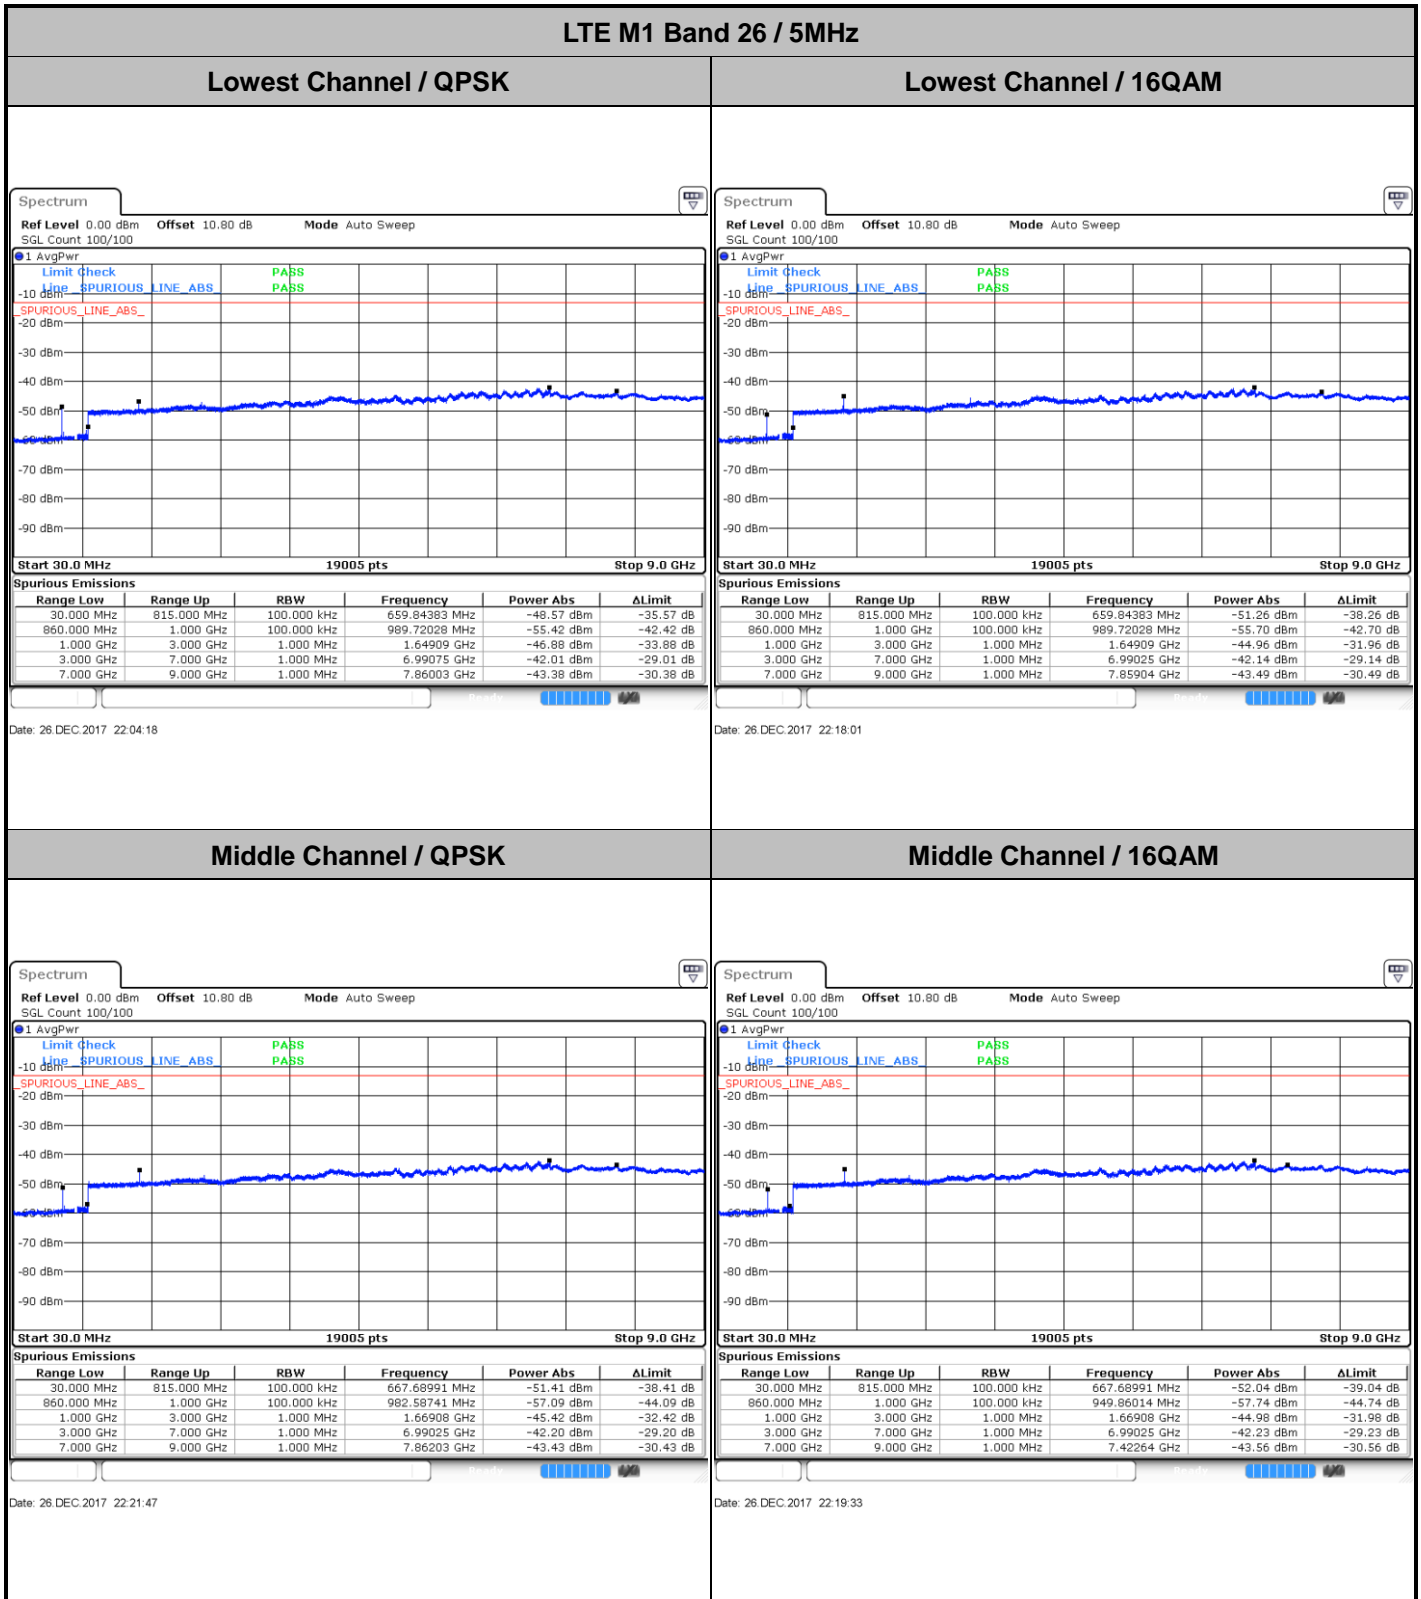 LTE M1 Band 26 / 5MHz
Lowest Channel / QPSK
Lowest Channel / 16QAM
Spectrum
Ref Level 0.00 dBm Offset 10.80 dB Mode Auto Sweep
SGL Count 100/100
1 AvgPwr
Limit Check PASS
Line _SPURIOUS_LINE_ABS_ PASS
-10 dBm
_SPURIOUS_LINE_ABS_
-20 dBm
-30 dBm
-40 dBm
-50 dBm
-60 dBm
-70 dBm
-80 dBm
-90 dBm
Start 30.0 MHz 19005 pts Stop 9.0 GHz
Spurious Emissions
Range Low Range Up RBW Frequency Power Abs ΔLimit
30.000 MHz 815.000 MHz 100.000 kHz 659.84383 MHz -48.57 dBm -35.57 dB
860.000 MHz 1.000 GHz 100.000 kHz 989.72028 MHz -55.42 dBm -42.42 dB
1.000 GHz 3.000 GHz 1.000 MHz 1.64909 GHz -46.88 dBm -33.88 dB
3.000 GHz 7.000 GHz 1.000 MHz 6.99075 GHz -42.01 dBm -29.01 dB
7.000 GHz 9.000 GHz 1.000 MHz 7.86003 GHz -43.38 dBm -30.38 dB
Ready
Date: 26.DEC.2017 22:04:18
Spectrum
Ref Level 0.00 dBm Offset 10.80 dB Mode Auto Sweep
SGL Count 100/100
1 AvgPwr
Limit Check PASS
Line _SPURIOUS_LINE_ABS_ PASS
-10 dBm
_SPURIOUS_LINE_ABS_
-20 dBm
-30 dBm
-40 dBm
-50 dBm
-60 dBm
-70 dBm
-80 dBm
-90 dBm
Start 30.0 MHz 19005 pts Stop 9.0 GHz
Spurious Emissions
Range Low Range Up RBW Frequency Power Abs ΔLimit
30.000 MHz 815.000 MHz 100.000 kHz 659.84383 MHz -51.26 dBm -38.26 dB
860.000 MHz 1.000 GHz 100.000 kHz 989.72028 MHz -55.70 dBm -42.70 dB
1.000 GHz 3.000 GHz 1.000 MHz 1.64909 GHz -44.96 dBm -31.96 dB
3.000 GHz 7.000 GHz 1.000 MHz 6.99025 GHz -42.14 dBm -29.14 dB
7.000 GHz 9.000 GHz 1.000 MHz 7.85904 GHz -43.49 dBm -30.49 dB
Ready
Date: 26.DEC.2017 22:18:01
Middle Channel / QPSK
Middle Channel / 16QAM
Spectrum
Ref Level 0.00 dBm Offset 10.80 dB Mode Auto Sweep
SGL Count 100/100
1 AvgPwr
Limit Check PASS
Line _SPURIOUS_LINE_ABS_ PASS
-10 dBm
_SPURIOUS_LINE_ABS_
-20 dBm
-30 dBm
-40 dBm
-50 dBm
-60 dBm
-70 dBm
-80 dBm
-90 dBm
Start 30.0 MHz 19005 pts Stop 9.0 GHz
Spurious Emissions
Range Low Range Up RBW Frequency Power Abs ΔLimit
30.000 MHz 815.000 MHz 100.000 kHz 667.68991 MHz -51.41 dBm -38.41 dB
860.000 MHz 1.000 GHz 100.000 kHz 982.58741 MHz -57.09 dBm -44.09 dB
1.000 GHz 3.000 GHz 1.000 MHz 1.66908 GHz -45.42 dBm -32.42 dB
3.000 GHz 7.000 GHz 1.000 MHz 6.99025 GHz -42.20 dBm -29.20 dB
7.000 GHz 9.000 GHz 1.000 MHz 7.86203 GHz -43.43 dBm -30.43 dB
Ready
Date: 26.DEC.2017 22:21:47
Spectrum
Ref Level 0.00 dBm Offset 10.80 dB Mode Auto Sweep
SGL Count 100/100
1 AvgPwr
Limit Check PASS
Line _SPURIOUS_LINE_ABS_ PASS
-10 dBm
_SPURIOUS_LINE_ABS_
-20 dBm
-30 dBm
-40 dBm
-50 dBm
-60 dBm
-70 dBm
-80 dBm
-90 dBm
Start 30.0 MHz 19005 pts Stop 9.0 GHz
Spurious Emissions
Range Low Range Up RBW Frequency Power Abs ΔLimit
30.000 MHz 815.000 MHz 100.000 kHz 667.68991 MHz -52.04 dBm -39.04 dB
860.000 MHz 1.000 GHz 100.000 kHz 949.86014 MHz -57.74 dBm -44.74 dB
1.000 GHz 3.000 GHz 1.000 MHz 1.66908 GHz -44.98 dBm -31.98 dB
3.000 GHz 7.000 GHz 1.000 MHz 6.99025 GHz -42.23 dBm -29.23 dB
7.000 GHz 9.000 GHz 1.000 MHz 7.42264 GHz -43.56 dBm -30.56 dB
Ready
Date: 26.DEC.2017 22:19:33